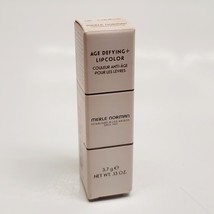 AGE DEFYING+
LIPCOLOR
COULEUR ANTI-ÂGE
POUR LES LÈVRES
MERLE NORMAN
3.7 g ℮
NET WT. .13 OZ.